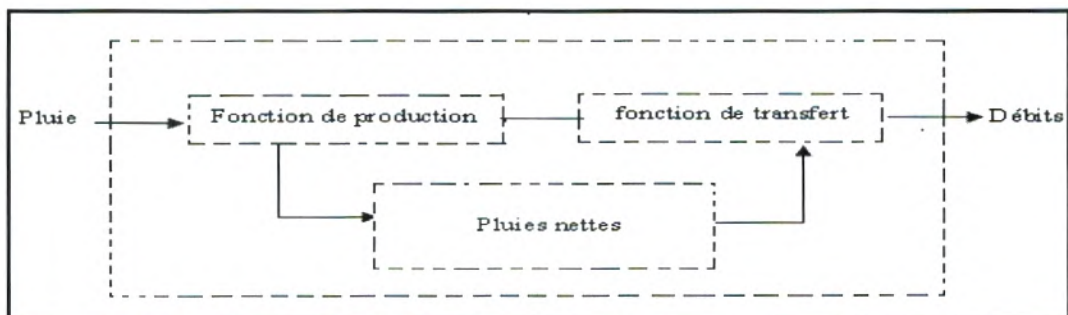 Pluie
Fonction de production
fonction de transfert
Débits
Pluies nettes